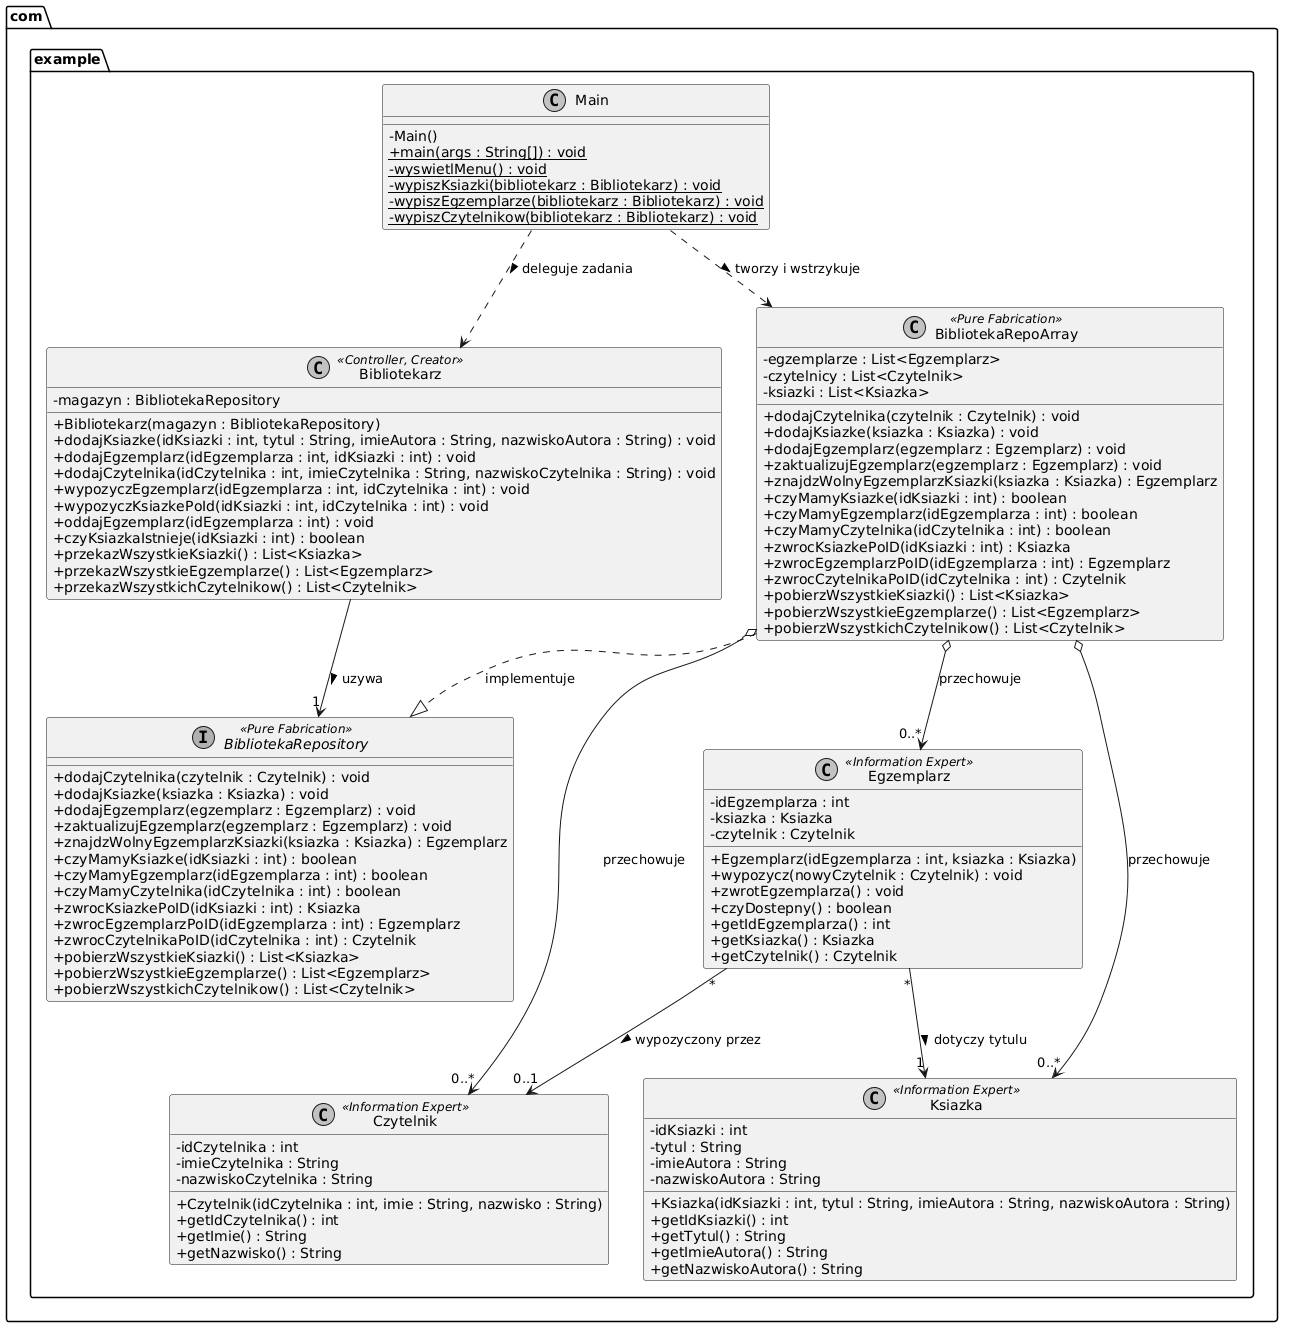 com
example
C Main
-Main()
+main(args : String[]) : void
-wyswietlMenu() : void
-wypiszKsiazki(bibliotekarz : Bibliotekarz) : void
-wypiszEgzemplarze(bibliotekarz : Bibliotekarz) : void
-wypiszCzytelnikow(bibliotekarz : Bibliotekarz) : void
deleguje zadania
tworzy i wstrzykuje
«Pure Fabrication»
C BibliotekaRepoArray
-egzemplarze : List<Egzemplarz>
-czytelnicy : List<Czytelnik>
-ksiazki : List<Ksiazka>
+dodajCzytelnika(czytelnik : Czytelnik) : void
+dodajKsiazke(ksiazka : Ksiazka) : void
+dodajEgzemplarz(egzemplarz : Egzemplarz) : void
+zaktualizujEgzemplarz(egzemplarz : Egzemplarz) : void
+znajdzWolnyEgzemplarzKsiazki(ksiazka : Ksiazka) : Egzemplarz
+czyMamyKsiazke(idKsiazki : int) : boolean
+czyMamyEgzemplarz(idEgzemplarza : int) : boolean
+czyMamyCzytelnika(idCzytelnika : int) : boolean
+zwrocKsiazkePoID(idKsiazki : int) : Ksiazka
+zwrocEgzemplarzPoID(idEgzemplarza : int) : Egzemplarz
+zwrocCzytelnikaPoID(idCzytelnika : int) : Czytelnik
+pobierzWszystkieKsiazki() : List<Ksiazka>
+pobierzWszystkieEgzemplarze() : List<Egzemplarz>
+pobierzWszystkichCzytelnikow() : List<Czytelnik>
«Controller, Creator»
C Bibliotekarz
-magazyn : BibliotekaRepository
+Bibliotekarz(magazyn : BibliotekaRepository)
+dodajKsiazke(idKsiazki : int, tytul : String, imieAutora : String, nazwiskoAutora : String) : void
+dodajEgzemplarz(idEgzemplarza : int, idKsiazki : int) : void
+dodajCzytelnika(idCzytelnika : int, imieCzytelnika : String, nazwiskoCzytelnika : String) : void
+wypozyczEgzemplarz(idEgzemplarza : int, idCzytelnika : int) : void
+wypozyczKsiazkePoId(idKsiazki : int, idCzytelnika : int) : void
+oddajEgzemplarz(idEgzemplarza : int) : void
+czyKsiazkaIstnieje(idKsiazki : int) : boolean
+przekazWszystkieKsiazki() : List<Ksiazka>
+przekazWszystkieEgzemplarze() : List<Egzemplarz>
+przekazWszystkichCzytelnikow() : List<Czytelnik>
uzywa
1
implementuje
przechowuje
0..*
«Pure Fabrication»
I BibliotekaRepository
+dodajCzytelnika(czytelnik : Czytelnik) : void
+dodajKsiazke(ksiazka : Ksiazka) : void
+dodajEgzemplarz(egzemplarz : Egzemplarz) : void
+zaktualizujEgzemplarz(egzemplarz : Egzemplarz) : void
+znajdzWolnyEgzemplarzKsiazki(ksiazka : Ksiazka) : Egzemplarz
+czyMamyKsiazke(idKsiazki : int) : boolean
+czyMamyEgzemplarz(idEgzemplarza : int) : boolean
+czyMamyCzytelnika(idCzytelnika : int) : boolean
+zwrocKsiazkePoID(idKsiazki : int) : Ksiazka
+zwrocEgzemplarzPoID(idEgzemplarza : int) : Egzemplarz
+zwrocCzytelnikaPoID(idCzytelnika : int) : Czytelnik
+pobierzWszystkieKsiazki() : List<Ksiazka>
+pobierzWszystkieEgzemplarze() : List<Egzemplarz>
+pobierzWszystkichCzytelnikow() : List<Czytelnik>
przechowuje
0..*
«Information Expert»
C Egzemplarz
-idEgzemplarza : int
-ksiazka : Ksiazka
-czytelnik : Czytelnik
+Egzemplarz(idEgzemplarza : int, ksiazka : Ksiazka)
+wypozycz(nowyCzytelnik : Czytelnik) : void
+zwrotEgzemplarza() : void
+czyDostepny() : boolean
+getIdEgzemplarza() : int
+getKsiazka() : Ksiazka
+getCzytelnik() : Czytelnik
przechowuje
0..*
*
wypozyczony przez
0..1
*
dotyczy tytulu
1
«Information Expert»
C Czytelnik
-idCzytelnika : int
-imieCzytelnika : String
-nazwiskoCzytelnika : String
+Czytelnik(idCzytelnika : int, imie : String, nazwisko : String)
+getIdCzytelnika() : int
+getImie() : String
+getNazwisko() : String
«Information Expert»
C Ksiazka
-idKsiazki : int
-tytul : String
-imieAutora : String
-nazwiskoAutora : String
+Ksiazka(idKsiazki : int, tytul : String, imieAutora : String, nazwiskoAutora : String)
+getIdKsiazki() : int
+getTytul() : String
+getImieAutora() : String
+getNazwiskoAutora() : String